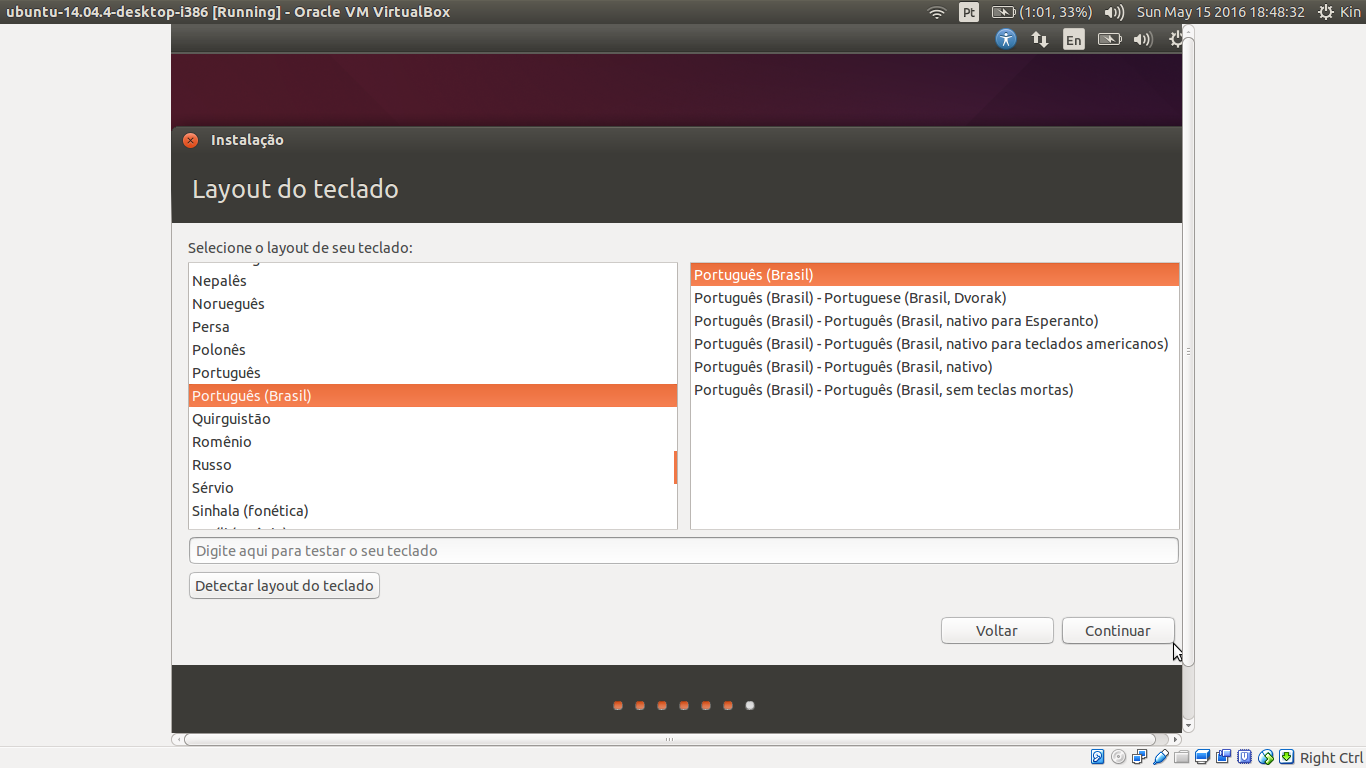 ubuntu-14.04.4-desktop-i386 [Running] - Oracle VM VirtualBox
Pt
(1:01, 33%)
Sun May 15 2016 18:48:32
Kin
En
Instalação
Layout do teclado
Selecione o layout de seu teclado:
Nepalês
Norueguês
Persa
Polonês
Português
Português (Brasil)
Quirguistão
Romênio
Russo
Sérvio
Sinhala (fonética)
Português (Brasil)
Português (Brasil) - Portuguese (Brasil, Dvorak)
Português (Brasil) - Português (Brasil, nativo para Esperanto)
Português (Brasil) - Português (Brasil, nativo para teclados americanos)
Português (Brasil) - Português (Brasil, nativo)
Português (Brasil) - Português (Brasil, sem teclas mortas)
Digite aqui para testar o seu teclado
Detectar layout do teclado
Voltar
Continuar
Right Ctrl